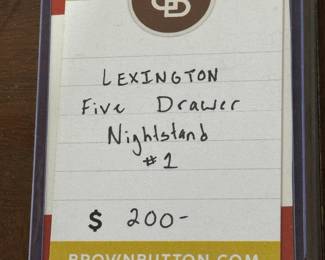 LEXINGTON
Five Drawer
Nightstand
#1
$ 200-
BROWNBUTTON.COM